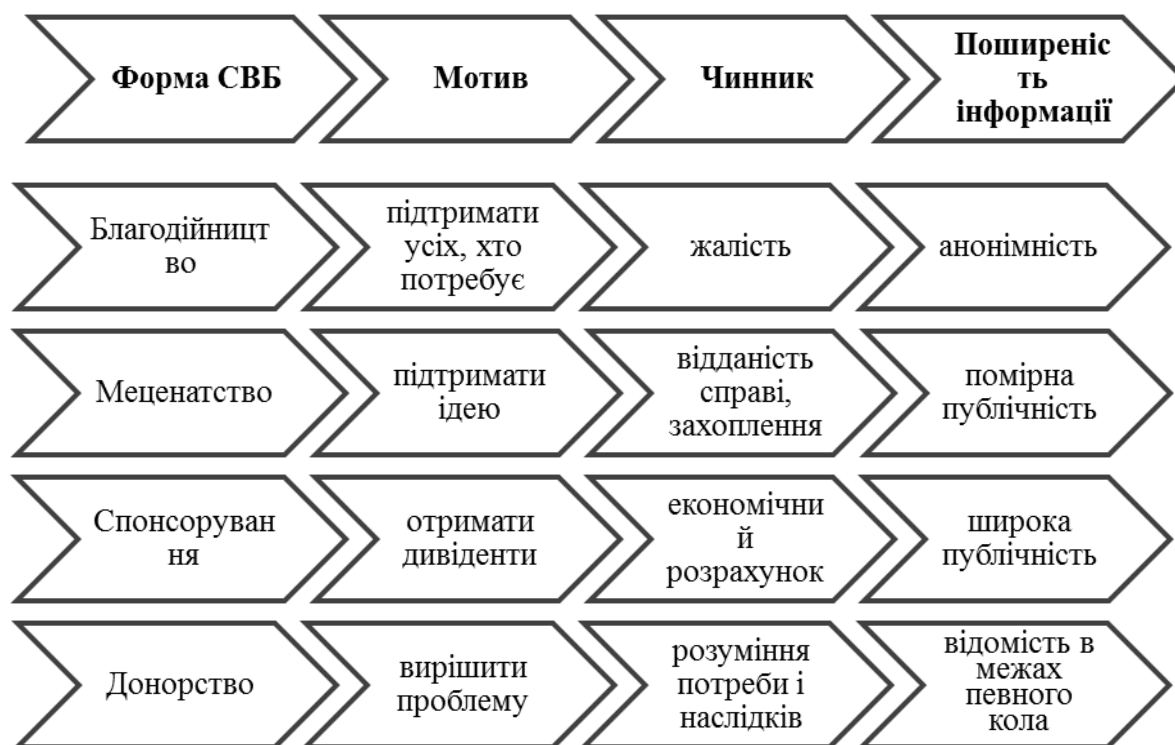 Форма СВБ
Мотив
Чинник
Поширеніс
ть
інформації
Благодійницт
во
підтримати
усіх, хто
потребує
жалість
анонімність
Меценатство
підтримати
ідею
відданість
справі,
захоплення
помірна
публічність
Спонсоруван
ня
отримати
дивіденти
економічни
й
розрахунок
широка
публічність
Донорство
вирішити
проблему
розуміння
потреби і
наслідків
відомість в
межах
певного
кола